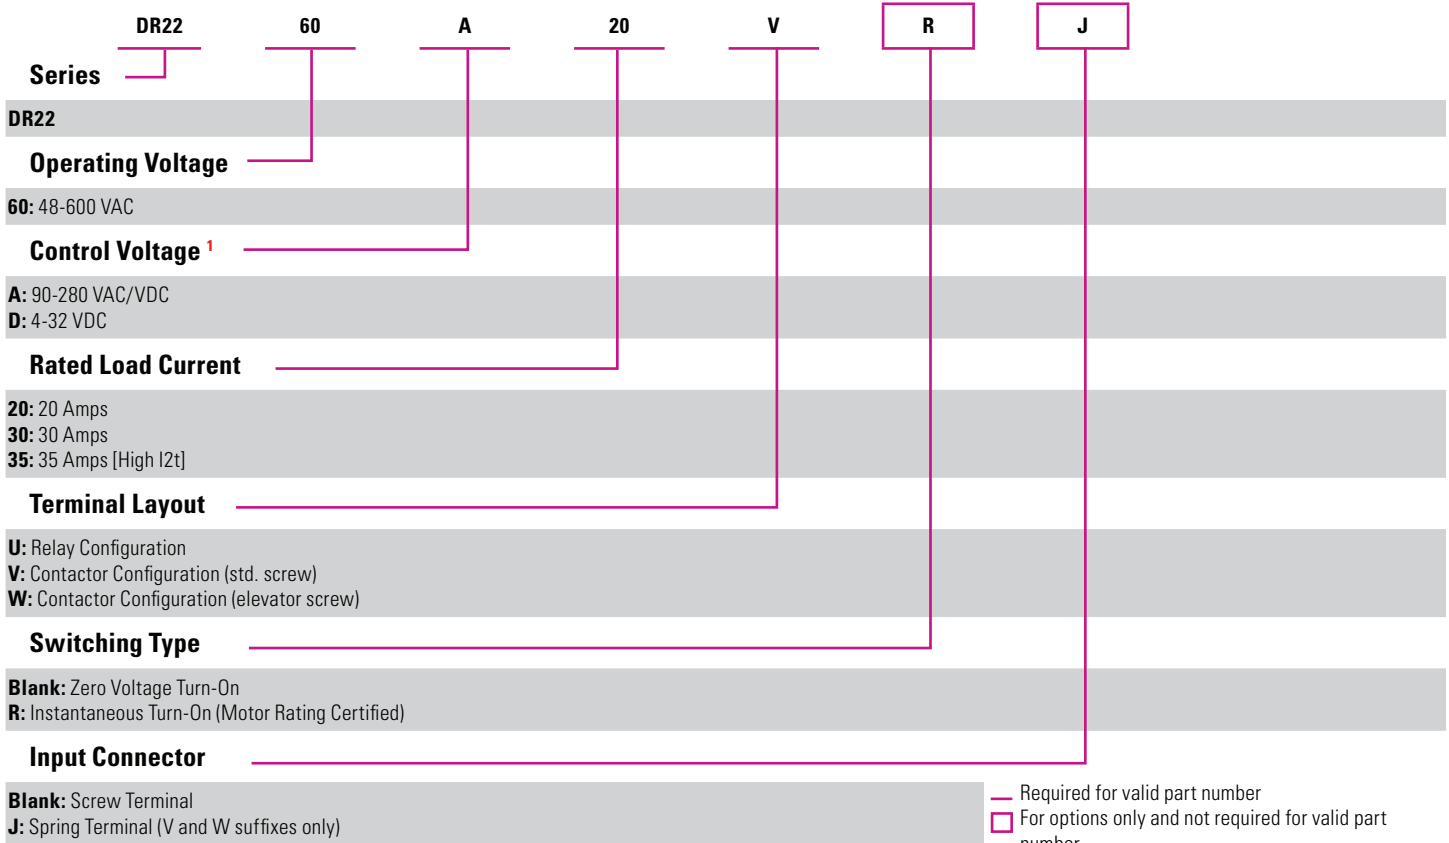 DR22 60 A 20 V R J
Series
DR22
Operating Voltage
60: 48-600 VAC
Control Voltage 1
A: 90-280 VAC/VDC
D: 4-32 VDC
Rated Load Current
20: 20 Amps
30: 30 Amps
35: 35 Amps [High I2t]
Terminal Layout
U: Relay Configuration
V: Contactor Configuration (std. screw)
W: Contactor Configuration (elevator screw)
Switching Type
Blank: Zero Voltage Turn-On
R: Instantaneous Turn-On (Motor Rating Certified)
Input Connector
Blank: Screw Terminal
J: Spring Terminal (V and W suffixes only)
Required for valid part number
For options only and not required for valid part
number